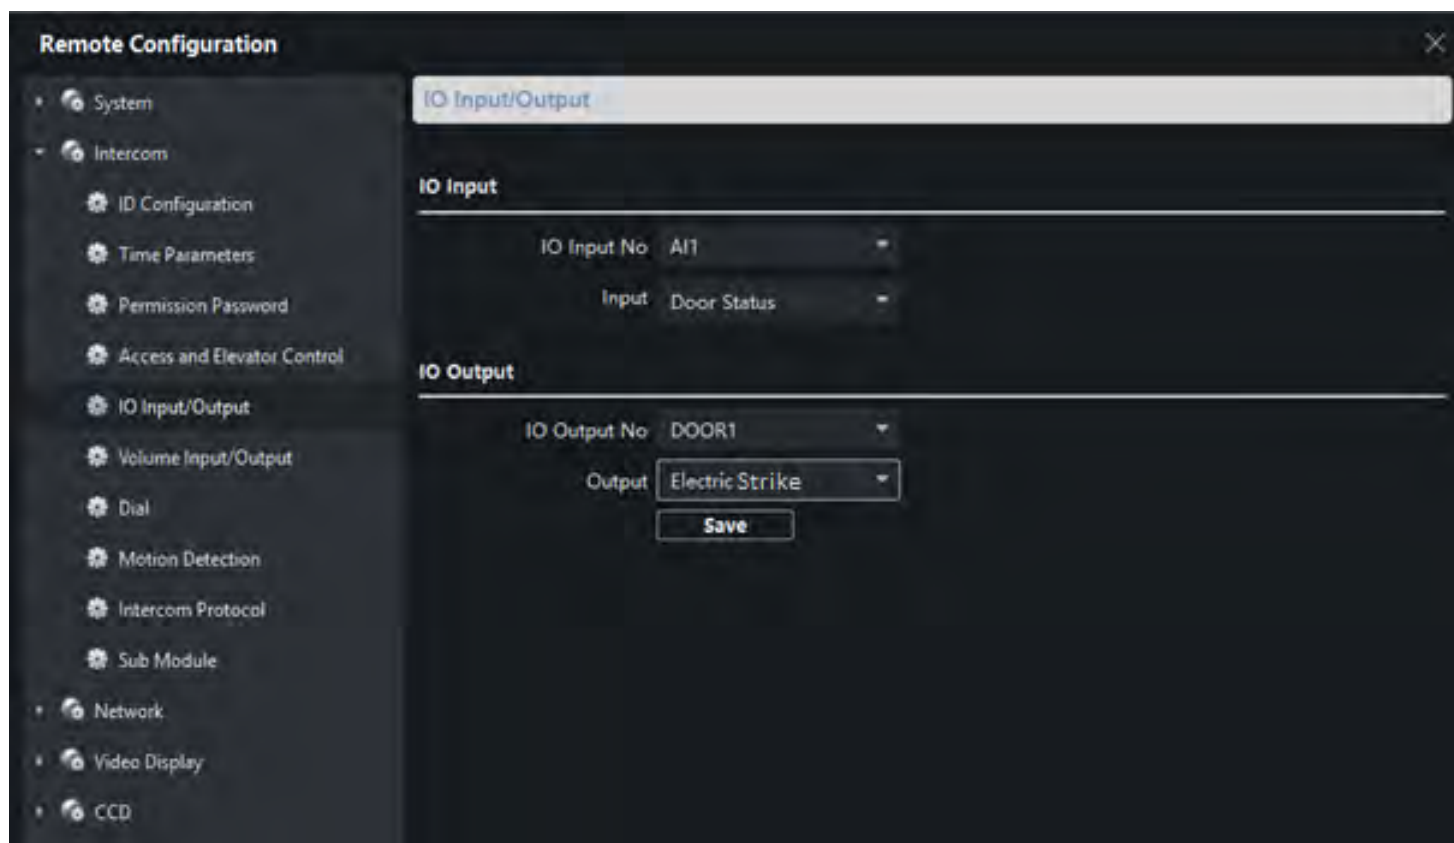 Remote Configuration
System
Intercom
ID Configuration
Time Parameters
Permission Password
Access and Elevator Control
IO Input/Output
Volume Input/Output
Dial
Motion Detection
Intercom Protocol
Sub Module
Network
Video Display
CCD
IO Input/Output
IO Input
IO Input No AI1
Input Door Status
IO Output
IO Output No DOOR1
Output Electric Strike
Save